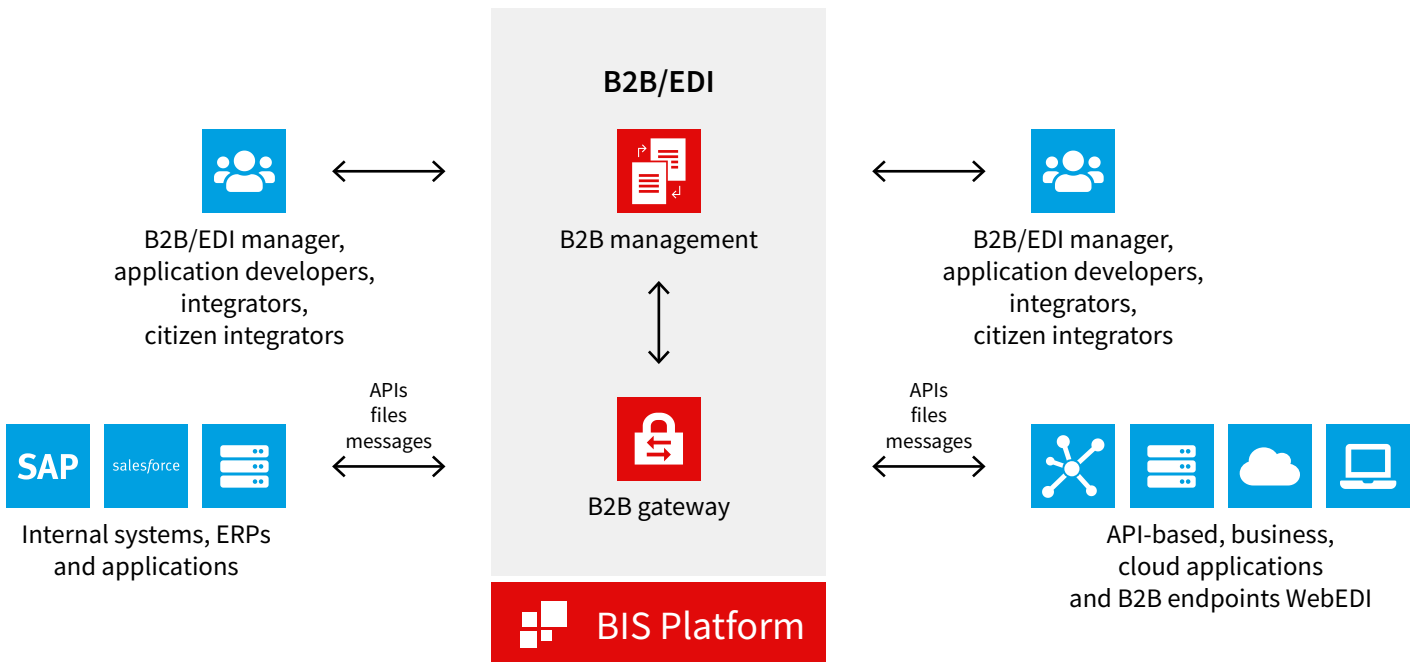 B2B/EDI
B2B/EDI manager,
application developers,
integrators,
citizen integrators
B2B management
B2B/EDI manager,
application developers,
integrators,
citizen integrators
APIs
files
messages
APIs
files
messages
SAP
salesforce
Internal systems, ERPs
and applications
B2B gateway
API-based, business,
cloud applications
and B2B endpoints WebEDI
BIS Platform